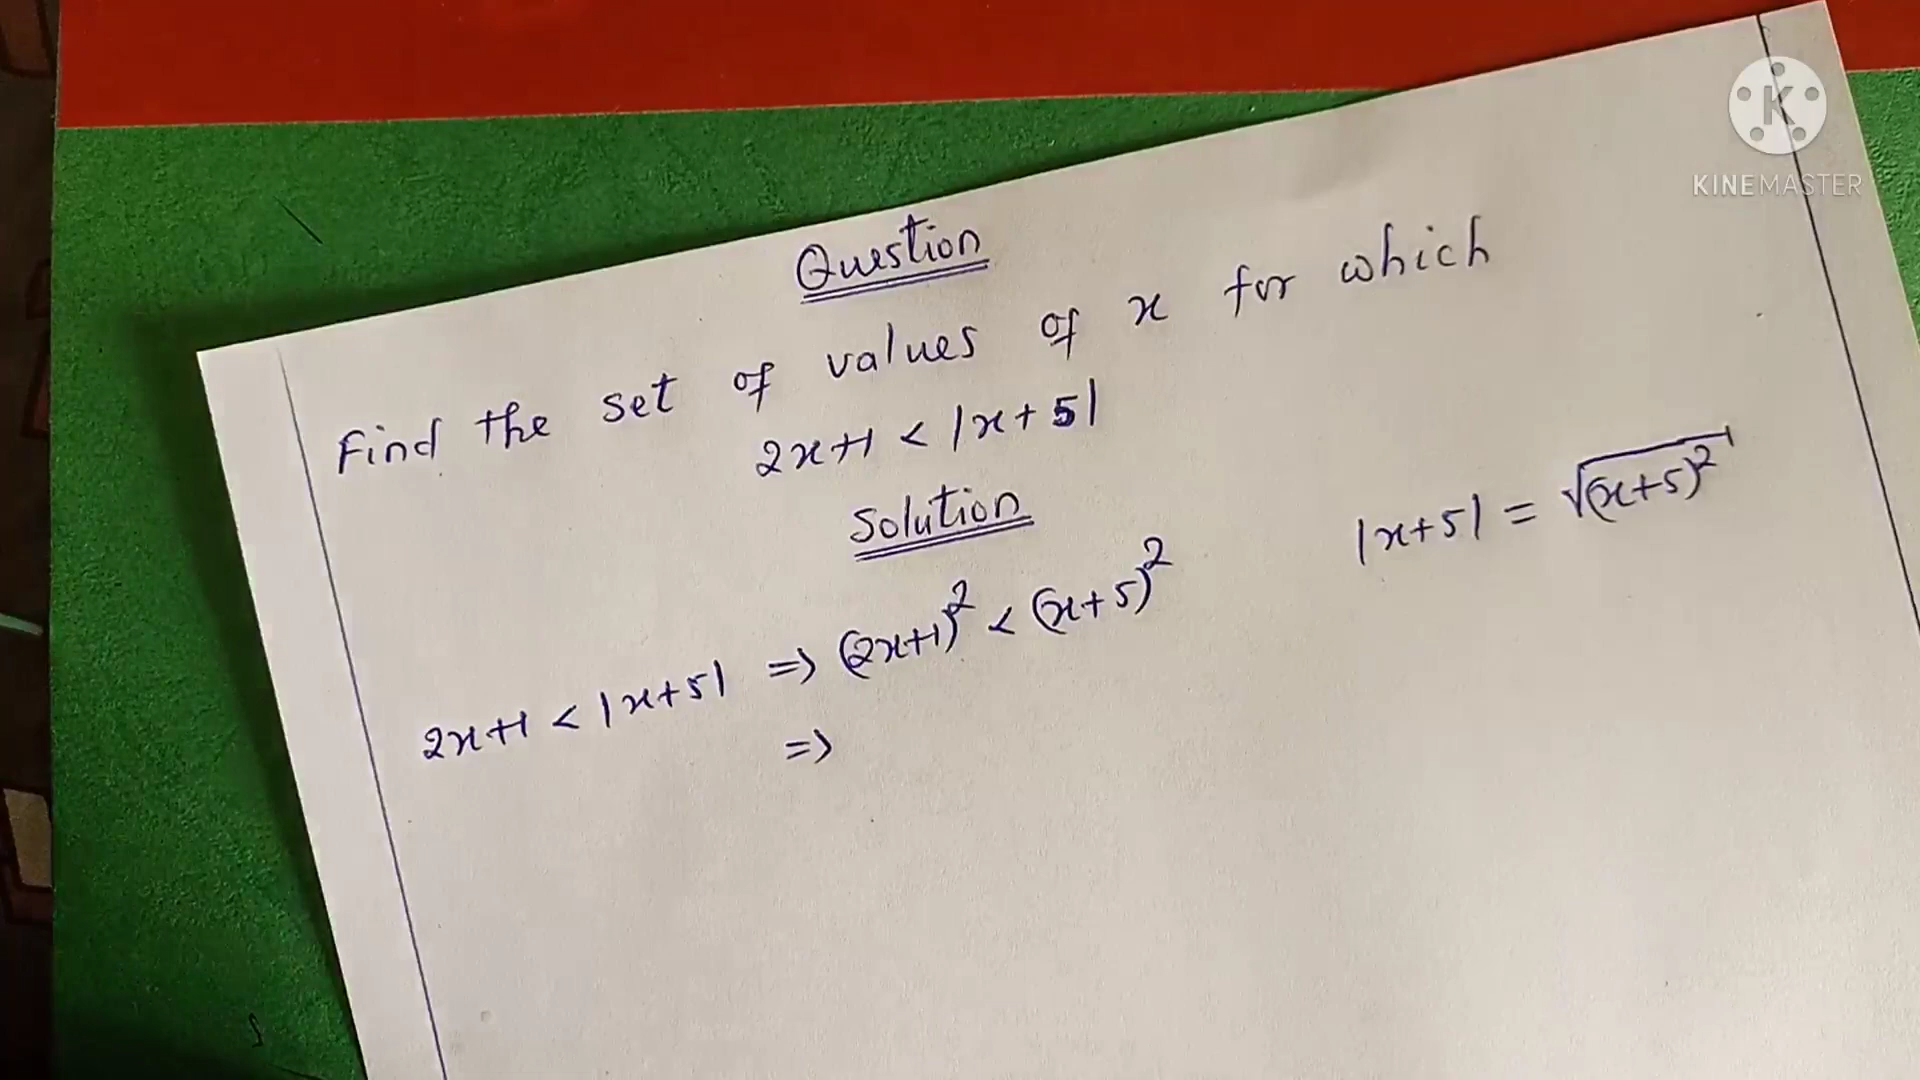 K
KINEMASTER
Question
Find the set of values of x for which
2x+1 < |x+5|
Solution
|x+5| = √(x+5)²
2x+1 < |x+5| => (2x+1)² < (x+5)²
=>